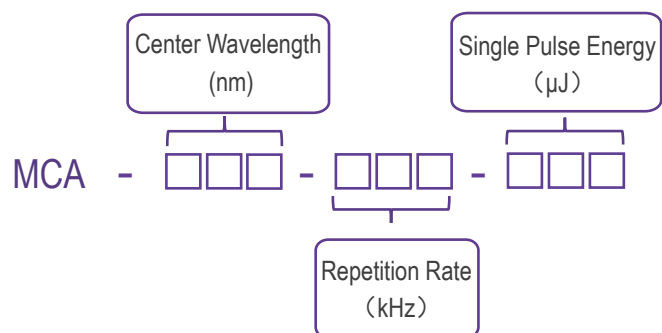 Center Wavelength
(nm)
Single Pulse Energy
（μJ）
MCA - □□□ - □□□ - □□□
Repetition Rate
（kHz）